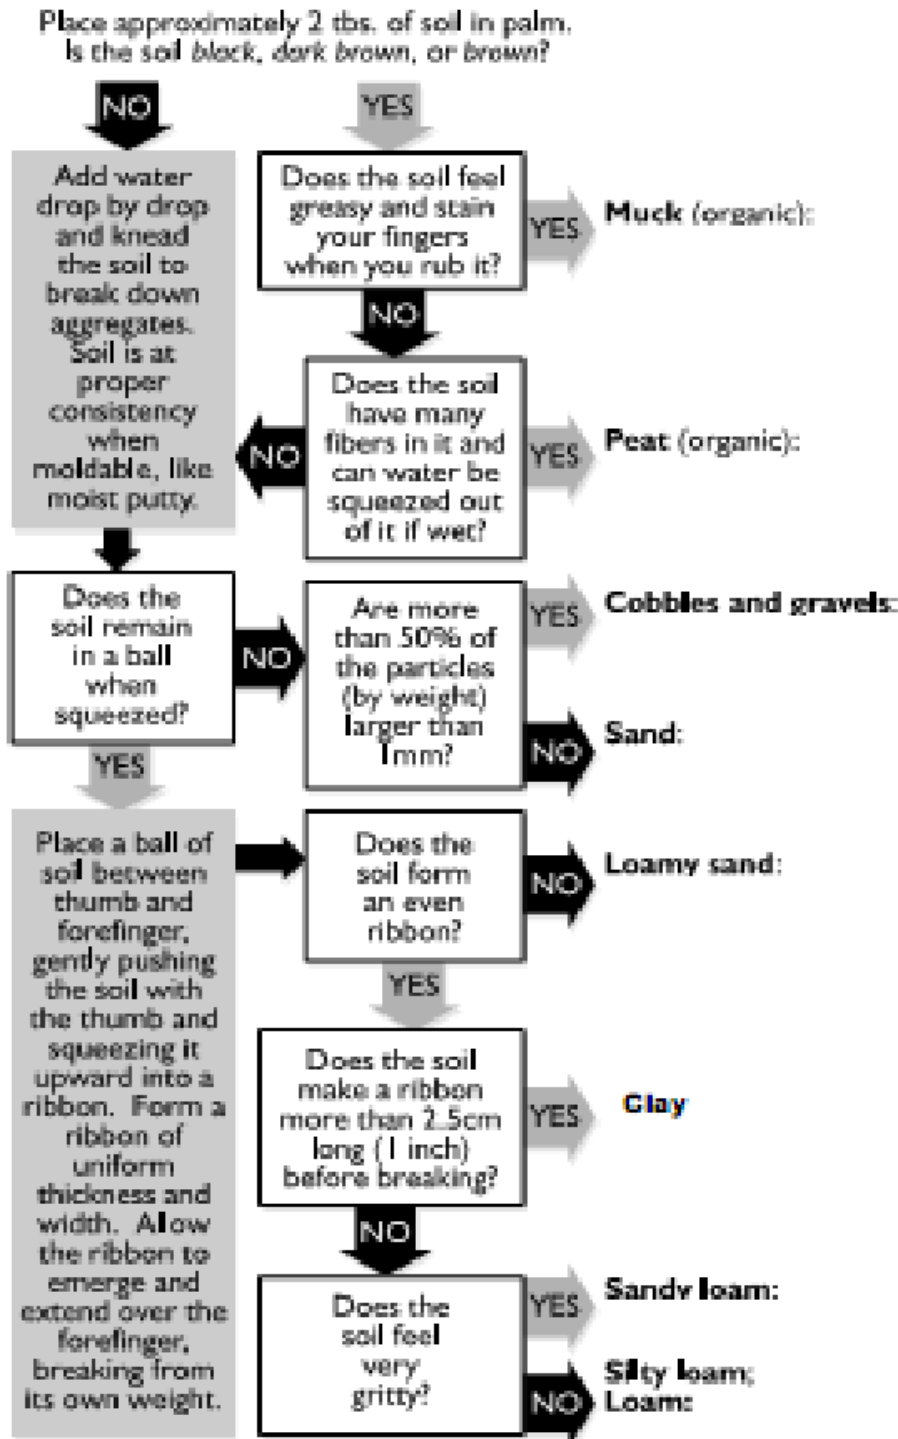 Place approximately 2 tbs. of soil in palm.
Is the soil black, dark brown, or brown?
NO
YES
Add water
drop by drop
and knead
the soil to
break down
aggregates.
Soil is at
proper
consistency
when
moldable, like
moist putty.
Does the soil feel
greasy and stain
your fingers
when you rub it?
YES
Muck (organic):
NO
Does the soil
have many
fibers in it and
can water be
squeezed out
of it if wet?
NO
YES
Peat (organic):
Does the
soil remain
in a ball
when
squeezed?
NO
Are more
than 50% of
the particles
(by weight)
larger than
1mm?
YES
Cobbles and gravels:
NO
Sand:
YES
Place a ball of
soil between
thumb and
forefinger,
gently pushing
the soil with
the thumb and
squeezing it
upward into a
ribbon. Form a
ribbon of
uniform
thickness and
width. Allow
the ribbon to
emerge and
extend over the
forefinger,
breaking from
its own weight.
Does the
soil form
an even
ribbon?
NO
Loamy sand:
YES
Does the soil
make a ribbon
more than 2.5cm
long (1 inch)
before breaking?
YES
Clay
NO
Does the
soil feel
very
gritty?
YES
Sandy loam:
NO
Silty loam;
Loam: